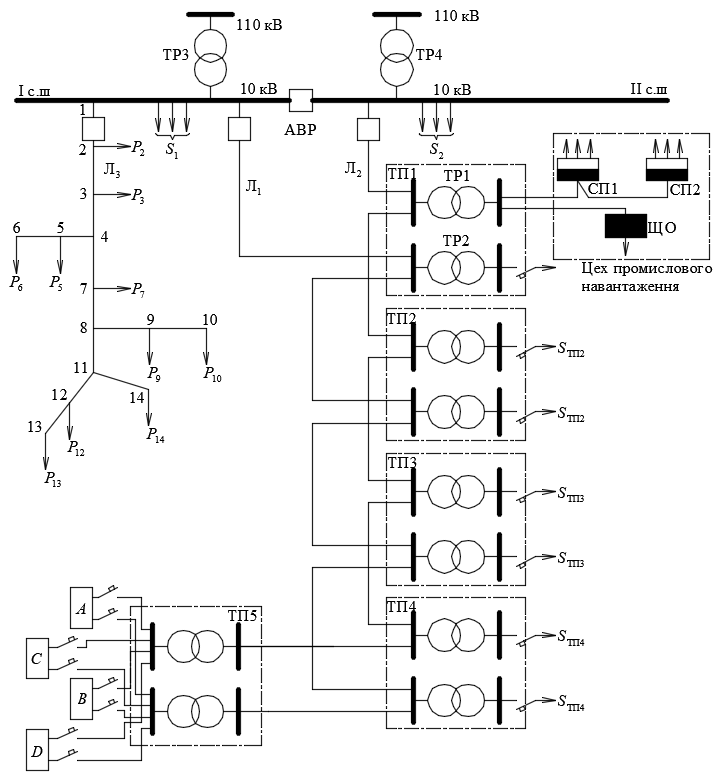 110 кВ
110 кВ
ТР3
ТР4
I с.ш
10 кВ
10 кВ
II с.ш
АВР
1
S1
S2
2
P2
Л3
Л1
Л2
ТП1
ТР1
СП1
СП2
3
P3
ЩО
6
5
4
ТР2
Цех промислового
навантаження
P6
P5
7
P7
ТП2
8
9
10
SТП2
P9
P10
11
12
14
SТП2
13
P14
P12
P13
ТП3
SТП3
SТП3
A
ТП5
ТП4
C
SТП4
B
SТП4
D